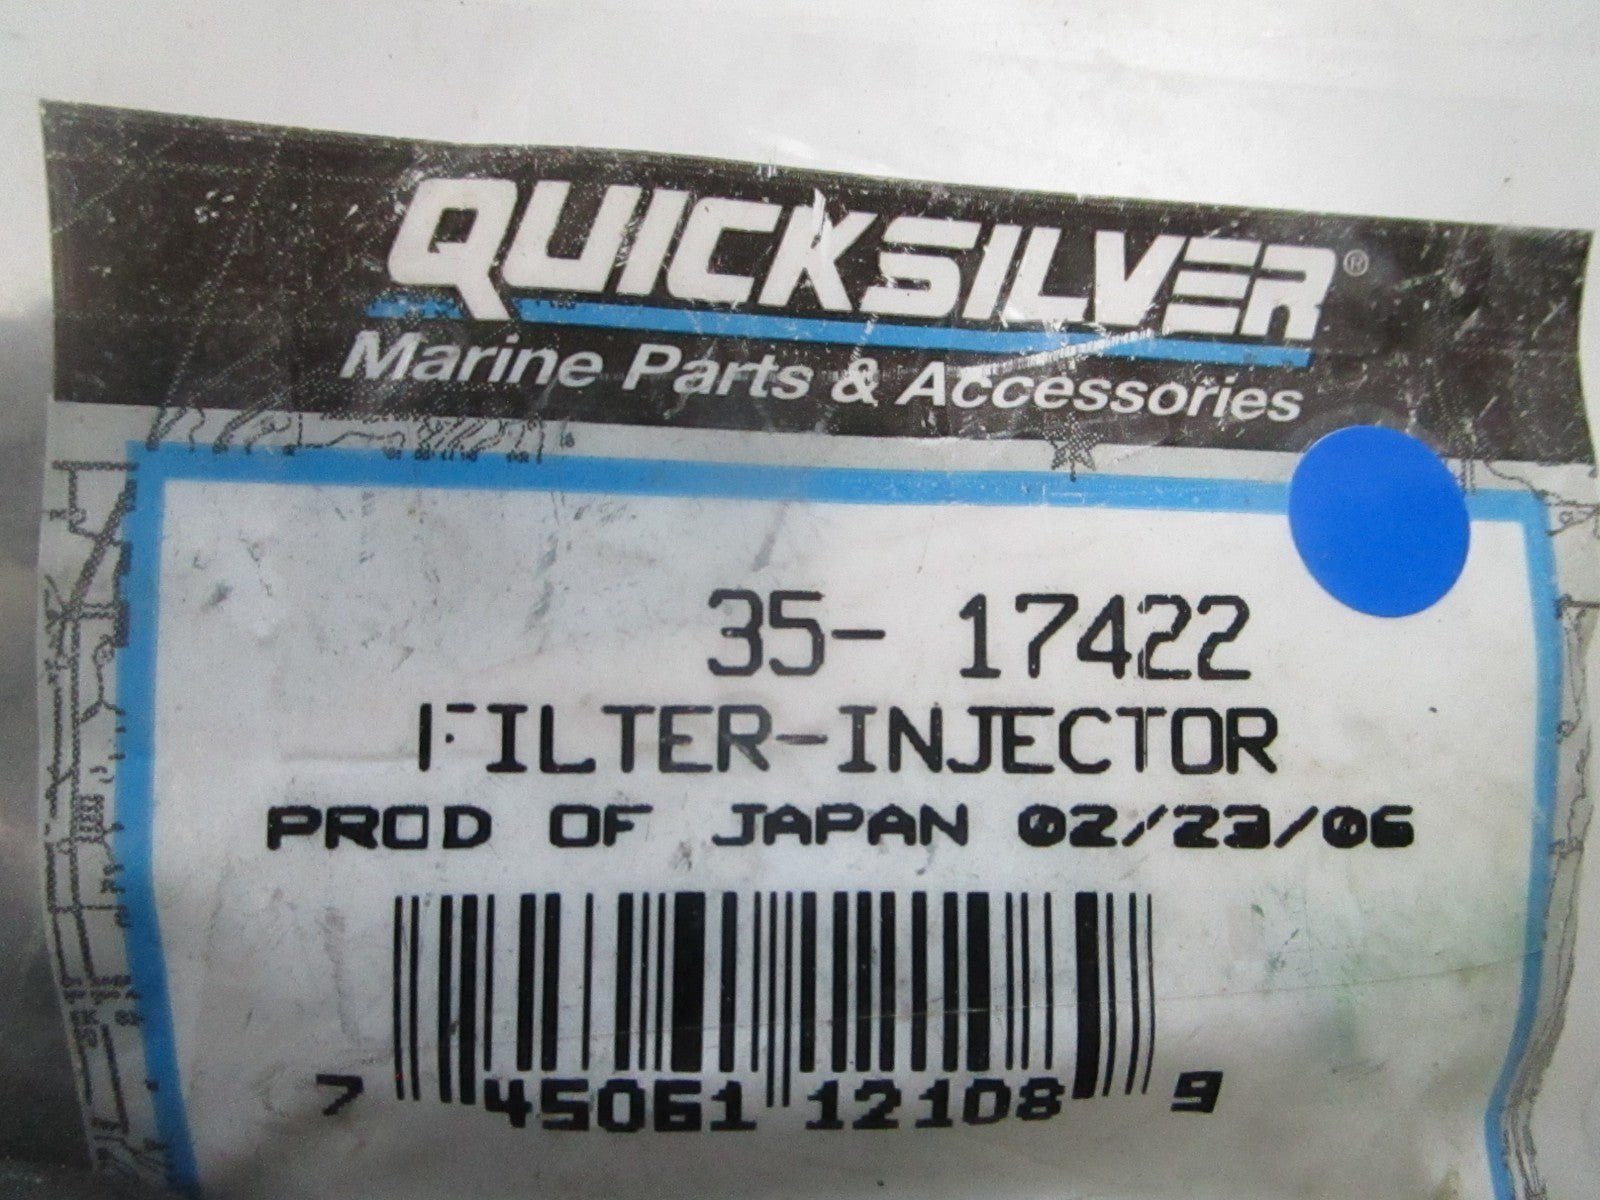 QUICKSILVER®
Marine Parts & Accessories
35- 17422
FILTER-INJECTOR
PROD OF JAPAN 02/23/06
7 45061 12108 9